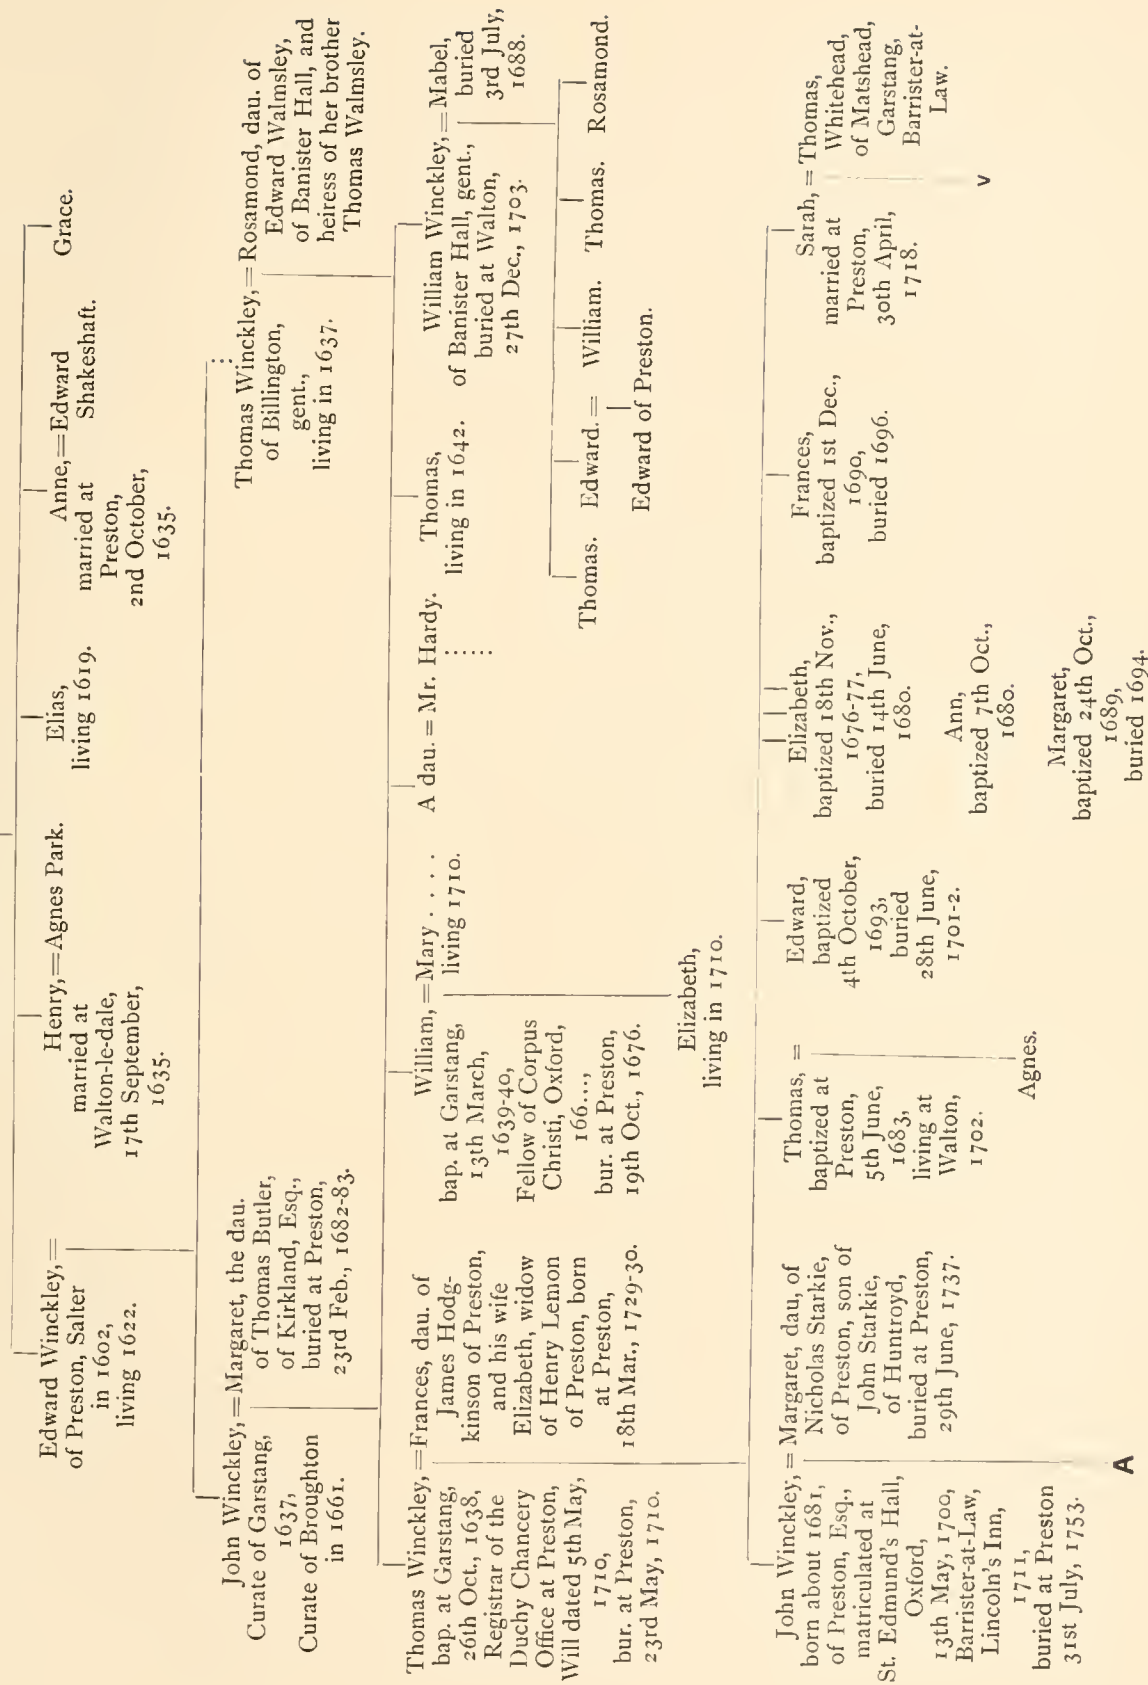 Edward Winckley, =
of Preston, Salter
in 1602,
living 1622.
Henry, = Agnes Park.
married at
Walton-le-dale,
17th September,
1635.
Elias,
living 1619.
Anne, = Edward
married at Shakeshaft.
Preston,
2nd October,
1635.
Grace.
John Winckley, = Margaret, the dau.
Curate of Garstang, of Thomas Butler,
1637, of Kirkland, Esq.,
Curate of Broughton buried at Preston,
in 1661. 23rd Feb., 1682-83.
Thomas Winckley, = Rosamond, dau. of
of Billington, Edward Walmsley,
gent., of Banister Hall, and
living in 1637. heiress of her brother
Thomas Walmsley.
Thomas Winckley, = Frances, dau. of
bap. at Garstang, James Hodg-
26th Oct., 1638, kinson of Preston,
Registrar of the and his wife
Duchy Chancery Elizabeth, widow
Office at Preston, of Henry Lemon
Will dated 5th May, of Preston, born
1710, at Preston,
bur. at Preston, 18th Mar., 1729-30.
23rd May, 1710.
William, = Mary . . . .
bap. at Garstang, living 1710.
13th March,
1639-40,
Fellow of Corpus
Christi, Oxford,
166...,
bur. at Preston,
19th Oct., 1676.
Elizabeth,
living in 1710.
A dau. = Mr. Hardy.
Thomas,
living in 1642.
William Winckley, = Mabel,
of Banister Hall, gent., buried
buried at Walton, 3rd July,
27th Dec., 1703. 1688.
Thomas. Edward. = William. Thomas. Rosamond.
Edward of Preston.
John Winckley, = Margaret, dau, of
born about 1681, Nicholas Starkie,
of Preston, Esq., of Preston, son of
matriculated at John Starkie,
St. Edmund's Hall, of Huntroyd,
Oxford, buried at Preston,
13th May, 1700, 29th June, 1737.
Barrister-at-Law,
Lincoln's Inn,
1711,
buried at Preston
31st July, 1753.
A
Thomas, =
baptized at
Preston,
5th June,
1683,
living at
Walton,
1702.
Agnes.
Edward,
baptized
4th October,
1693,
buried
28th June,
1701-2.
Elizabeth,
baptized 18th Nov.,
1676-77,
buried 14th June,
1680.
Ann,
baptized 7th Oct.,
1680.
Margaret,
baptized 24th Oct.,
1689,
buried 1694.
Frances,
baptized 1st Dec.,
1690,
buried 1696.
Sarah, = Thomas,
married at Whitehead,
Preston, of Matshead,
30th April, Garstang,
1718. Barrister-at-
Law.